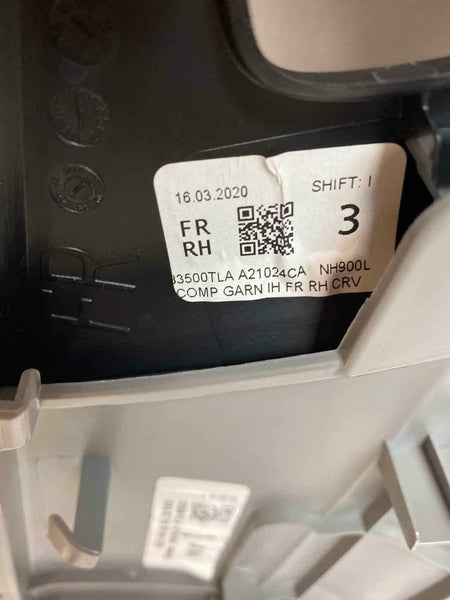 16.03.2020 SHIFT: I
FR
RH 3
83500TLA A21024CA NH900L
COMP GARN IH FR RH CRV